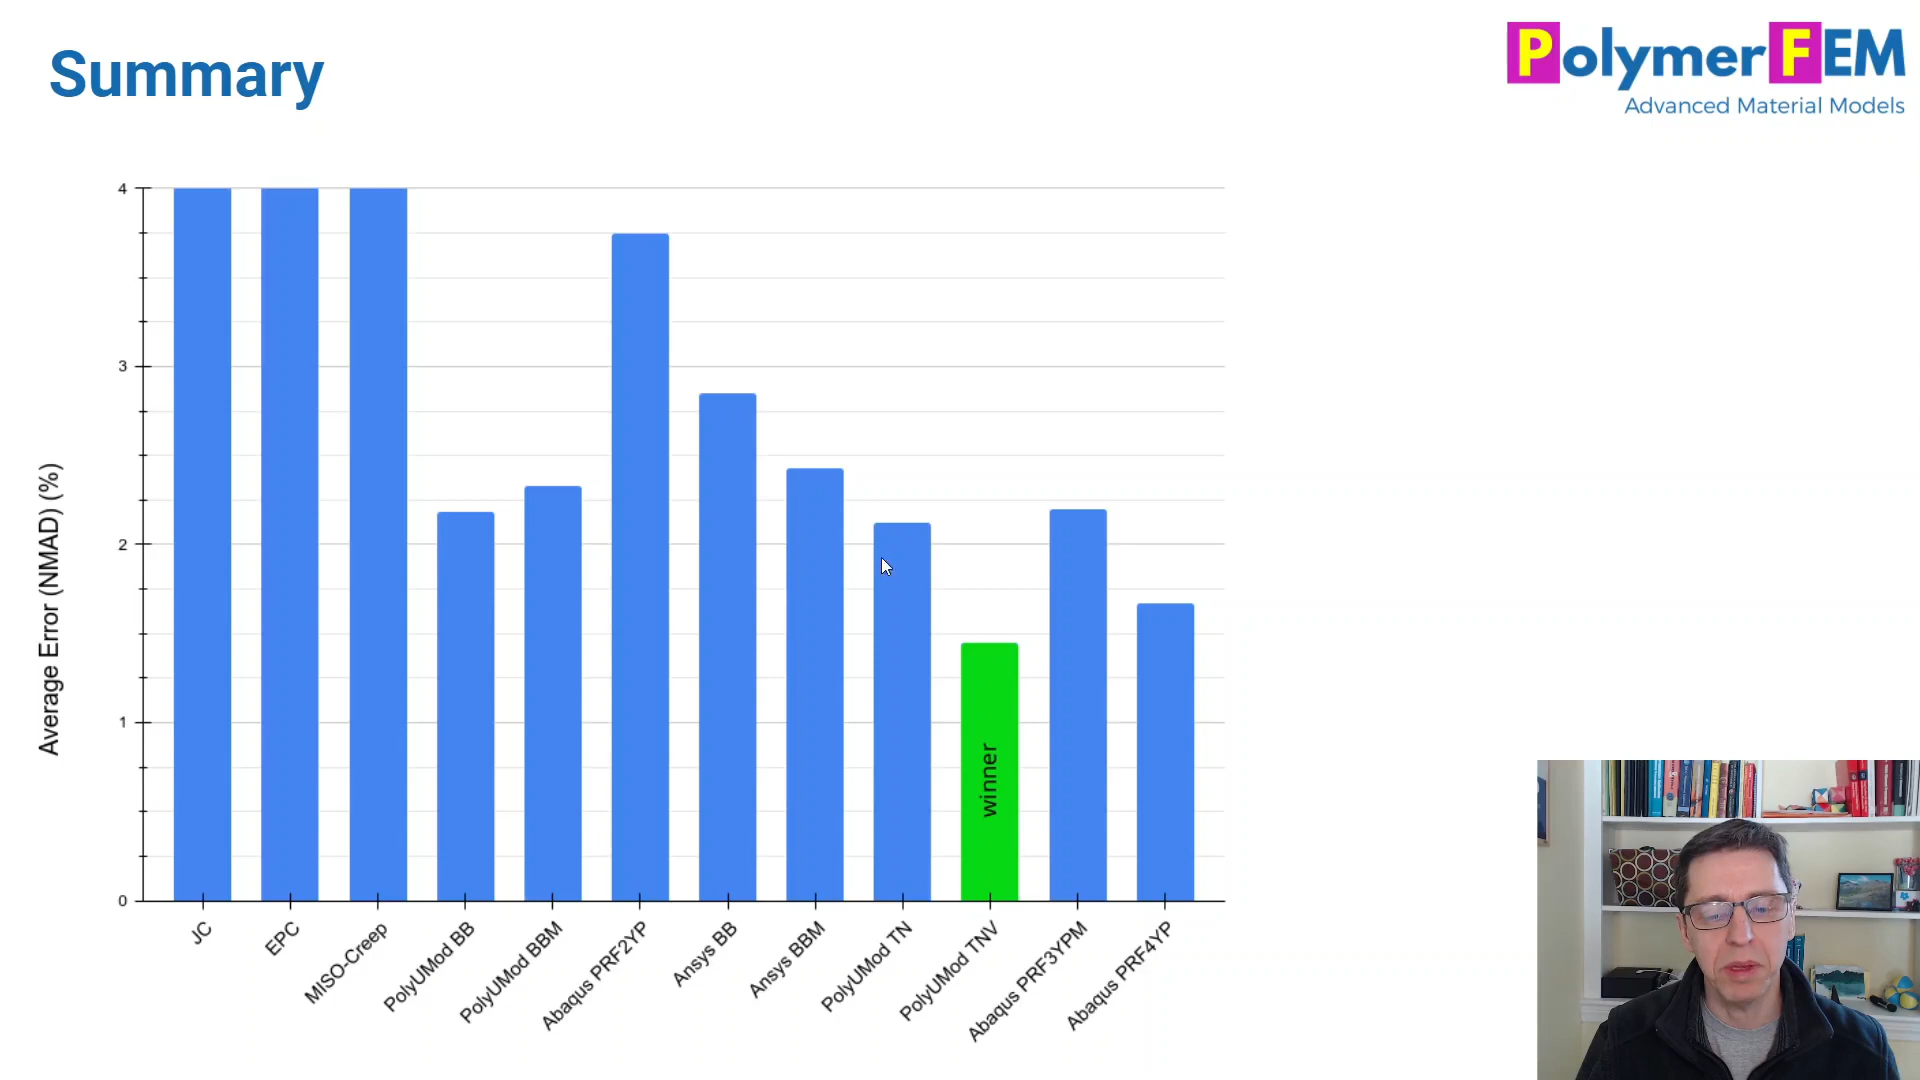 Summary
PolymerFEM
Advanced Material Models
Average Error (NMAD) (%)
4
3
2
1
0
winner
JC
EPC
MISO-Creep
PolyUMod BB
PolyUMod BBM
Abaqus PRF2YP
Ansys BB
Ansys BBM
PolyUMod TN
PolyUMod TNV
Abaqus PRF3YPM
Abaqus PRF4YP